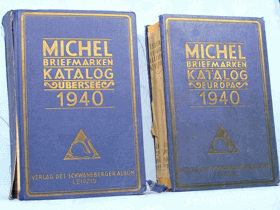 MICHEL
BRIEFMARKEN
KATALOG
ÜBERSEE
1940
VERLAG DES SCHWANEBERGER ALBUM
LEIPZIG
MICHEL
BRIEFMARKEN
KATALOG
EUROPA
1940